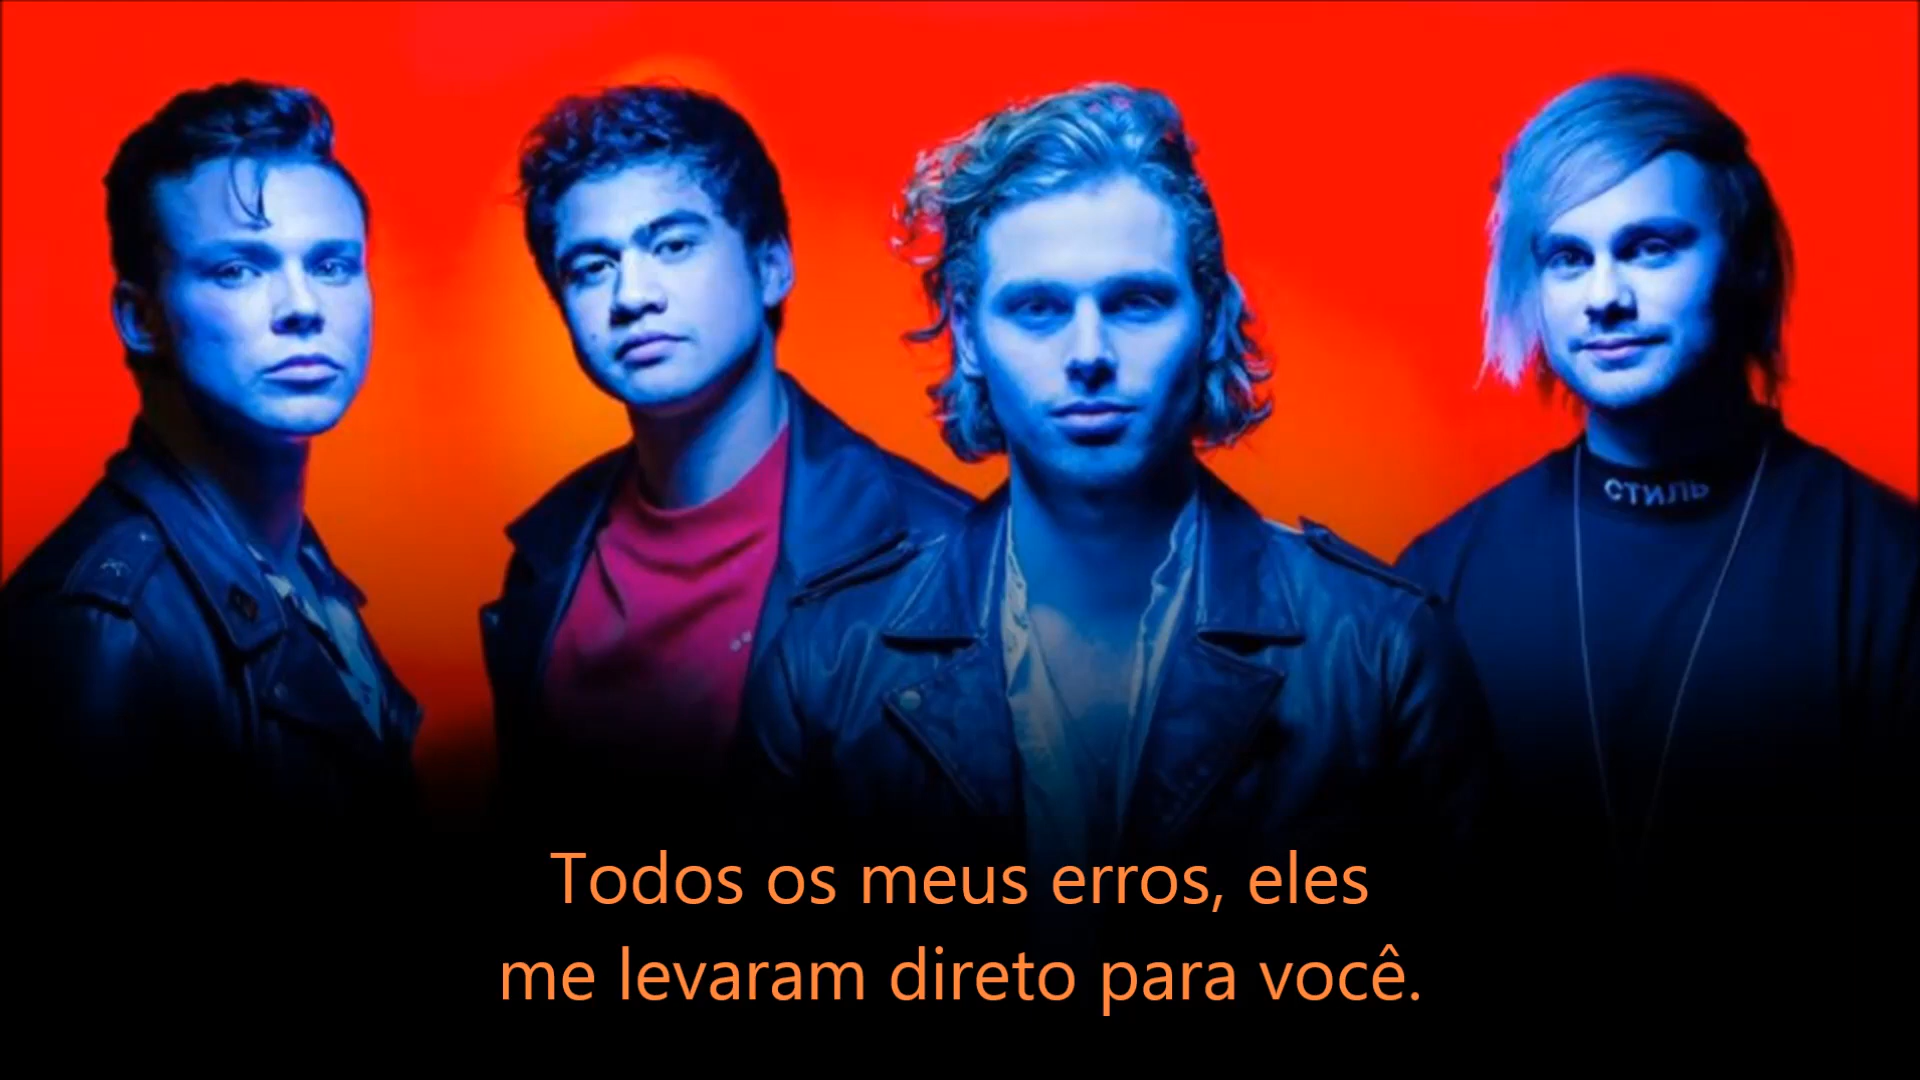 СТИЛЬ
Todos os meus erros, eles
me levaram direto para você.